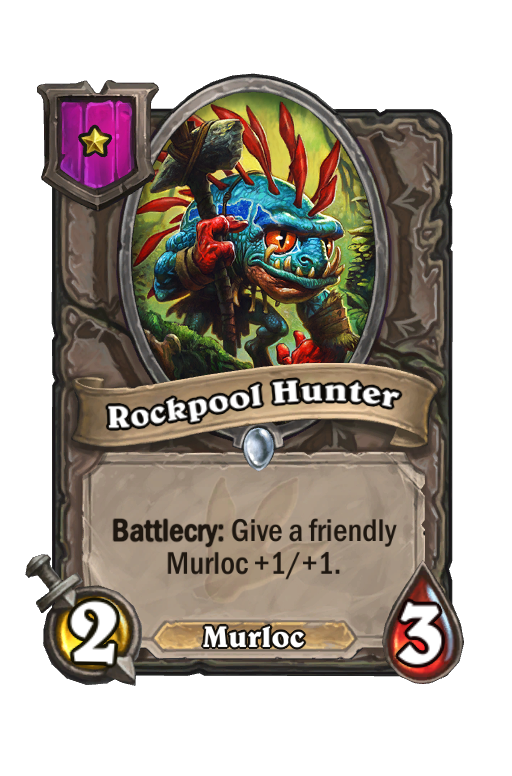 Rockpool Hunter
Battlecry: Give a friendly
Murloc +1/+1.
2
Murloc
3